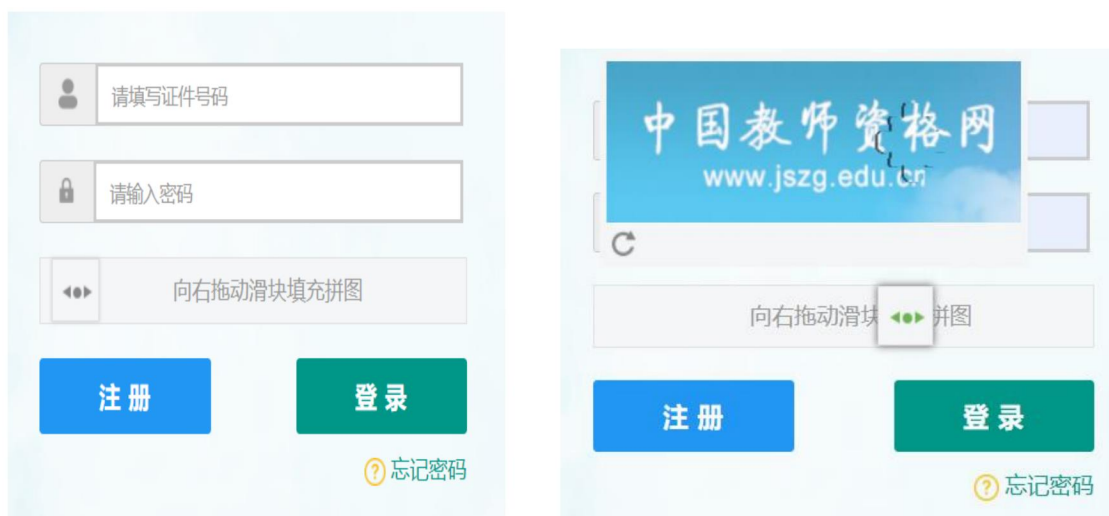 请填写证件号码
请输入密码
向右拖动滑块填充拼图
注册
登录
?忘记密码
中国教师资格网
www.jszg.edu.cn
向右拖动滑块
拼图
注册
登录
?忘记密码